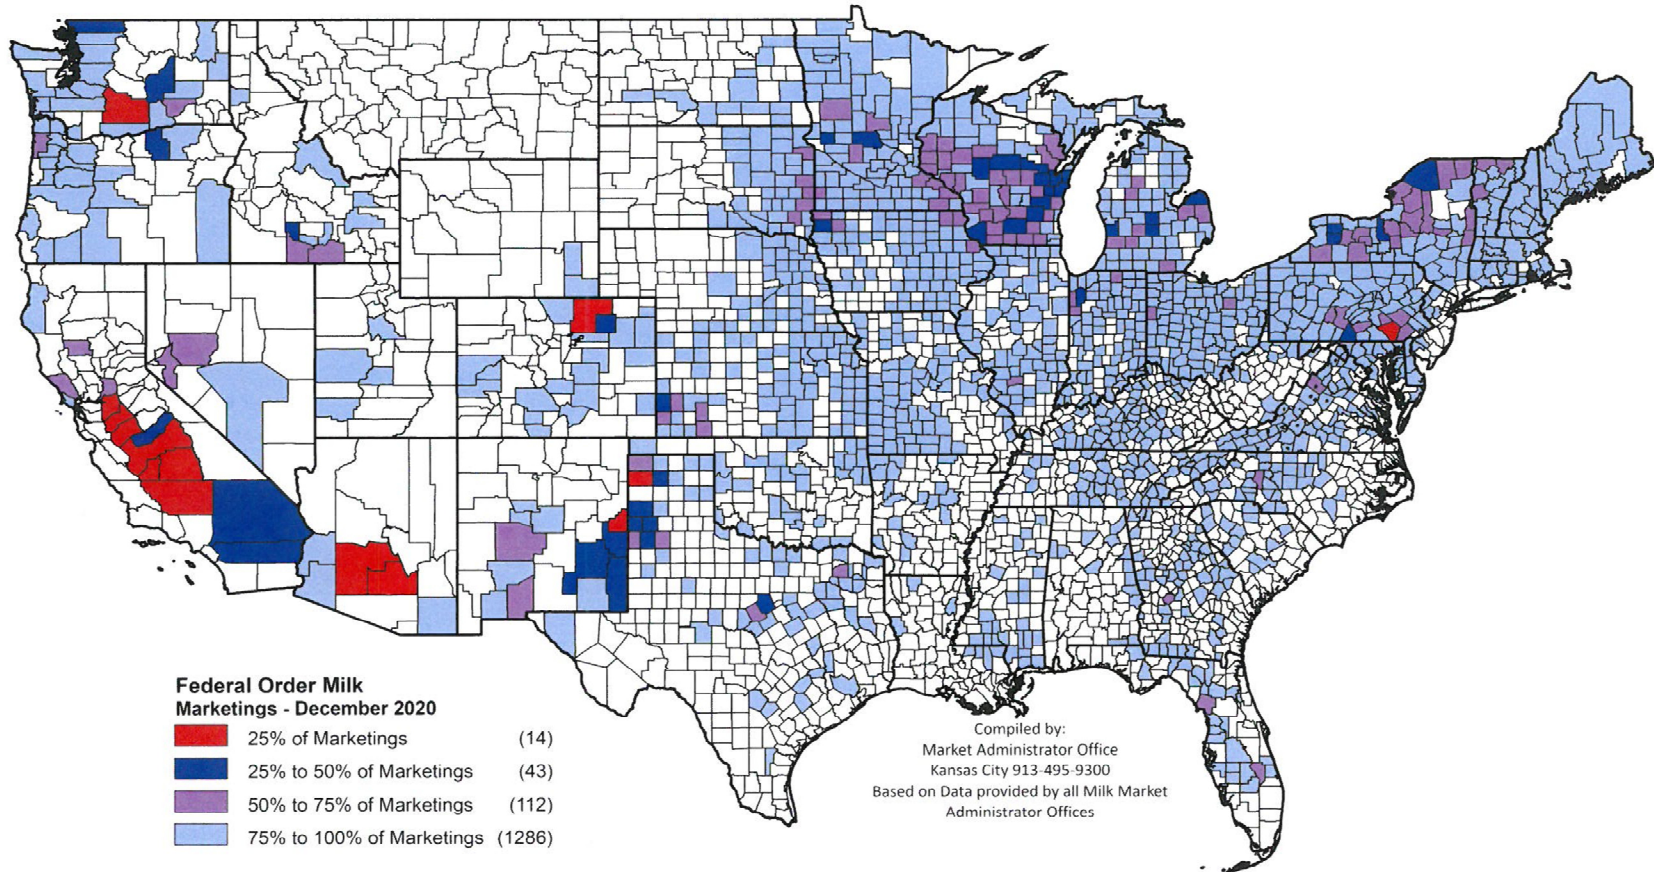 Federal Order Milk
Marketings - December 2020
25% of Marketings (14)
25% to 50% of Marketings (43)
50% to 75% of Marketings (112)
75% to 100% of Marketings (1286)
Compiled by:
Market Administrator Office
Kansas City 913-495-9300
Based on Data provided by all Milk Market
Administrator Offices